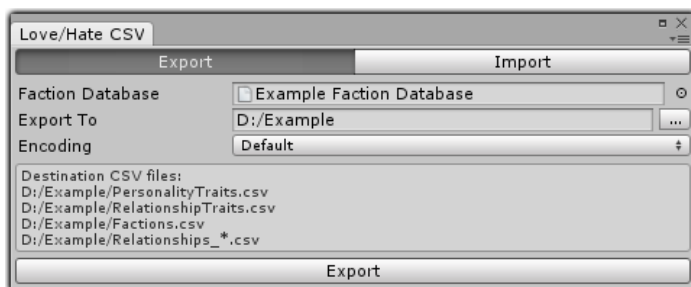 Love/Hate CSV
Export Import
Faction Database Example Faction Database
Export To D:/Example ...
Encoding Default
Destination CSV files:
D:/Example/PersonalityTraits.csv
D:/Example/RelationshipTraits.csv
D:/Example/Factions.csv
D:/Example/Relationships_*.csv
Export